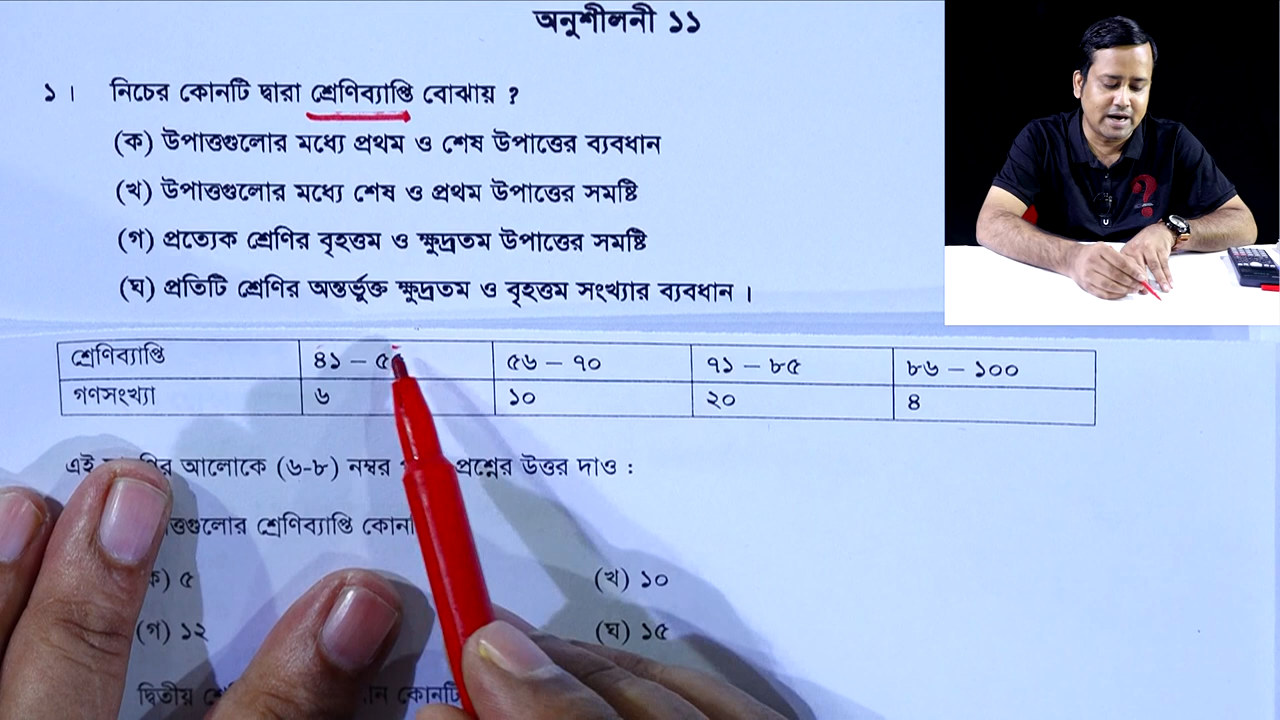 অনুশীলনী ১১
১। নিচের কোনটি দ্বারা শ্রেণিব্যাপ্তি বোঝায় ?
(ক) উপাত্তগুলোর মধ্যে প্রথম ও শেষ উপাত্তের ব্যবধান
(খ) উপাত্তগুলোর মধ্যে শেষ ও প্রথম উপাত্তের সমষ্টি
(গ) প্রত্যেক শ্রেণির বৃহত্তম ও ক্ষুদ্রতম উপাত্তের সমষ্টি
(ঘ) প্রতিটি শ্রেণির অন্তর্ভুক্ত ক্ষুদ্রতম ও বৃহত্তম সংখ্যার ব্যবধান ।
শ্রেণিব্যাপ্তি ৪১ – ৫ ৫৬ – ৭০ ৭১ – ৮৫ ৮৬ – ১০০
গণসংখ্যা ৬ ১০ ২০ ৪
এই আলোকে (৬-৮) নম্বর প্রশ্নের উত্তর দাও :
শ্রেণিব্যাপ্তি
(ক) ৫ (খ) ১০
(গ) ১২ (ঘ) ১৫
দ্বিতীয় কোনটি